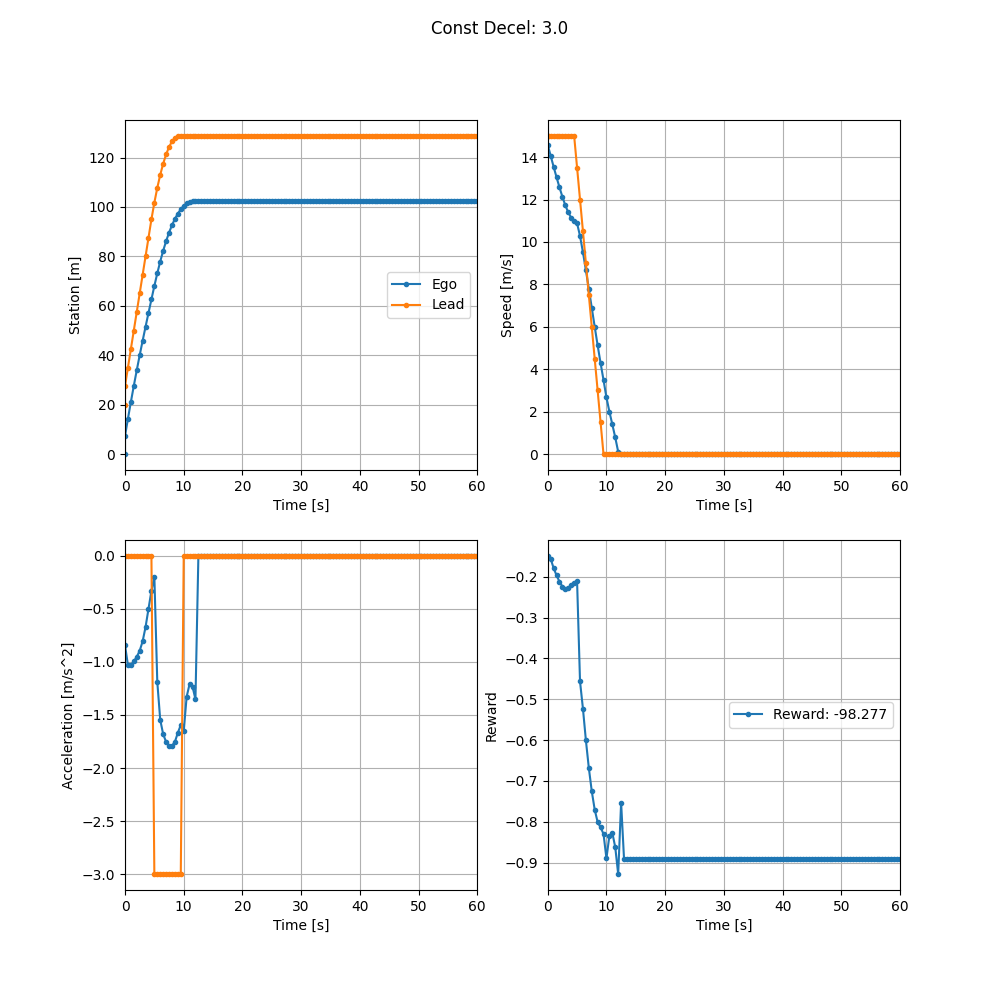 Const Decel: 3.0
Station [m]
120
100
80
60
40
20
0
Ego
Lead
0 10 20 30 40 50 60
Time [s]
Speed [m/s]
14
12
10
8
6
4
2
0
0 10 20 30 40 50 60
Time [s]
Acceleration [m/s^2]
0.0
−0.5
−1.0
−1.5
−2.0
−2.5
−3.0
0 10 20 30 40 50 60
Time [s]
Reward
−0.2
−0.3
−0.4
−0.5
−0.6
−0.7
−0.8
−0.9
Reward: -98.277
0 10 20 30 40 50 60
Time [s]